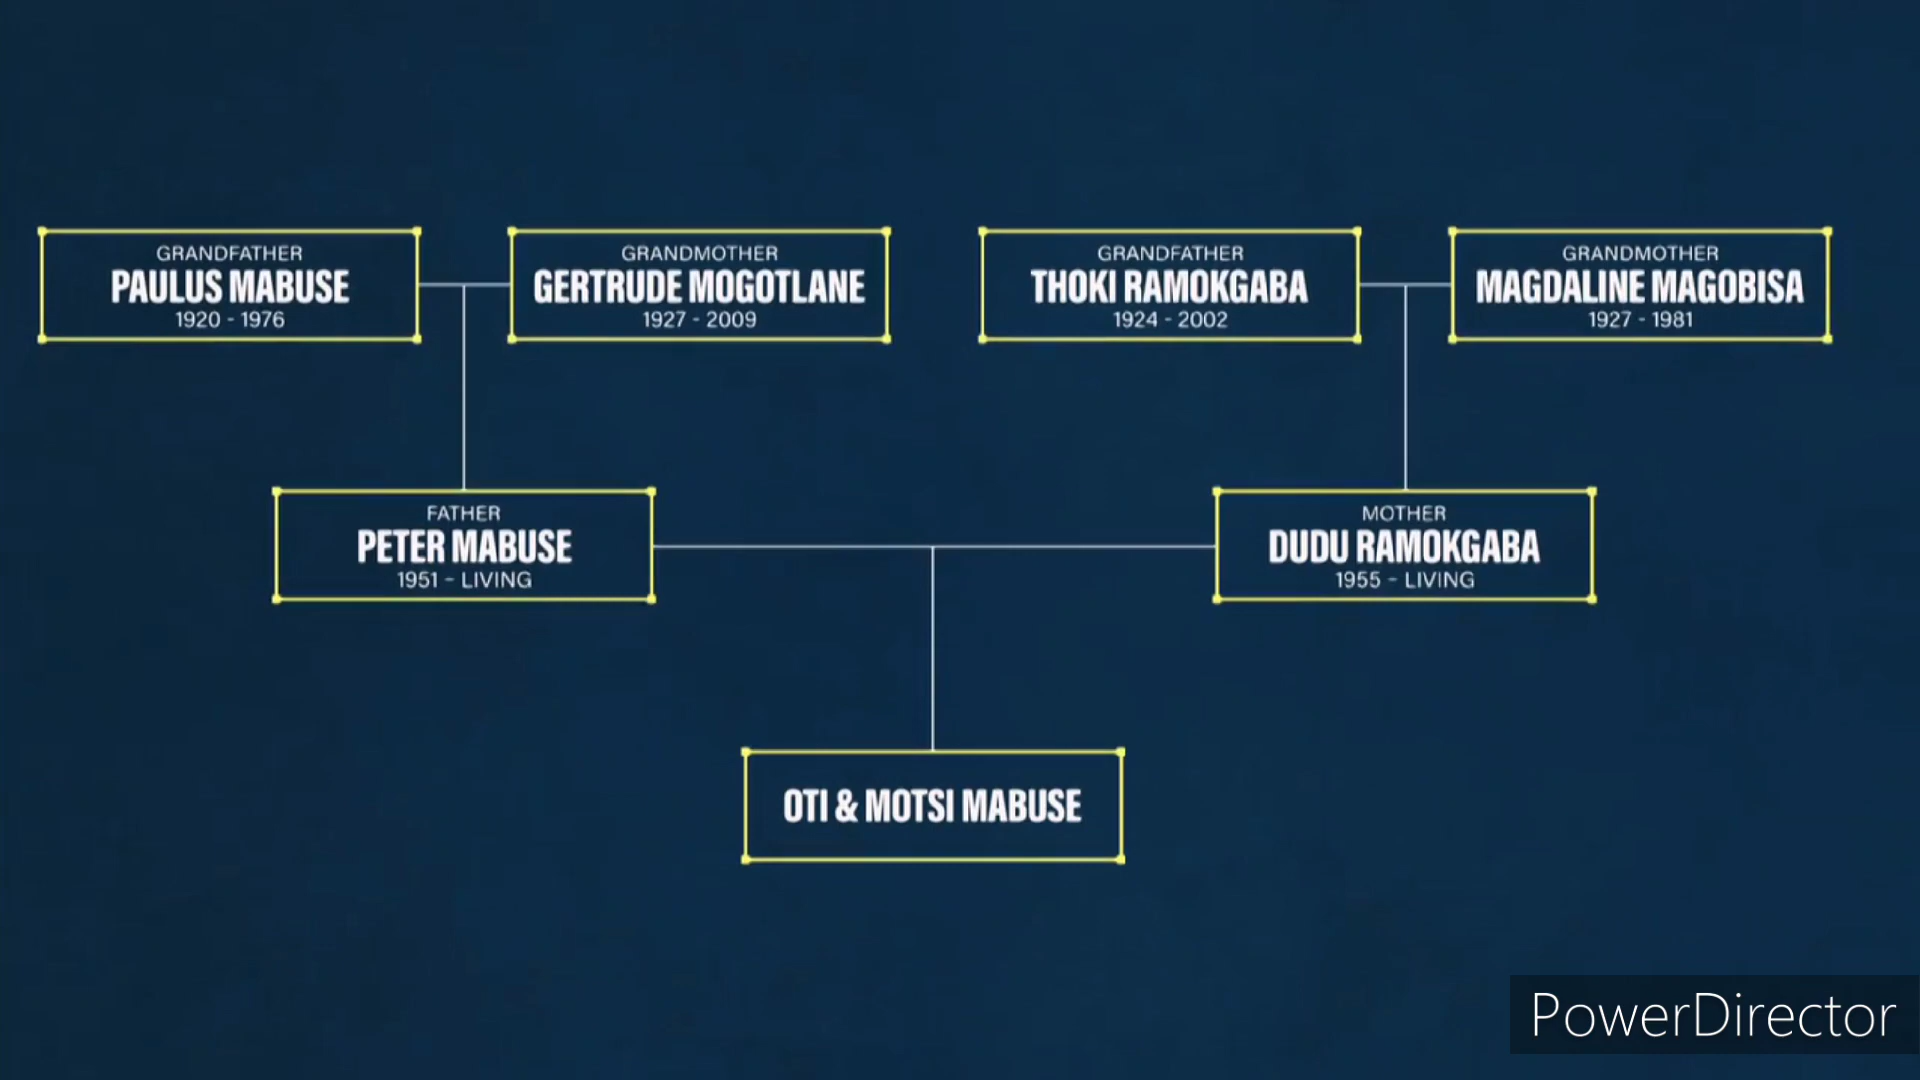 GRANDFATHER
PAULUS MABUSE
1920 - 1976
GRANDMOTHER
GERTRUDE MOGOTLANE
1927 - 2009
GRANDFATHER
THOKI RAMOKGABA
1924 - 2002
GRANDMOTHER
MAGDALINE MAGOBISA
1927 - 1981
FATHER
PETER MABUSE
1951 - LIVING
MOTHER
DUDU RAMOKGABA
1955 - LIVING
OTI & MOTSI MABUSE
PowerDirector